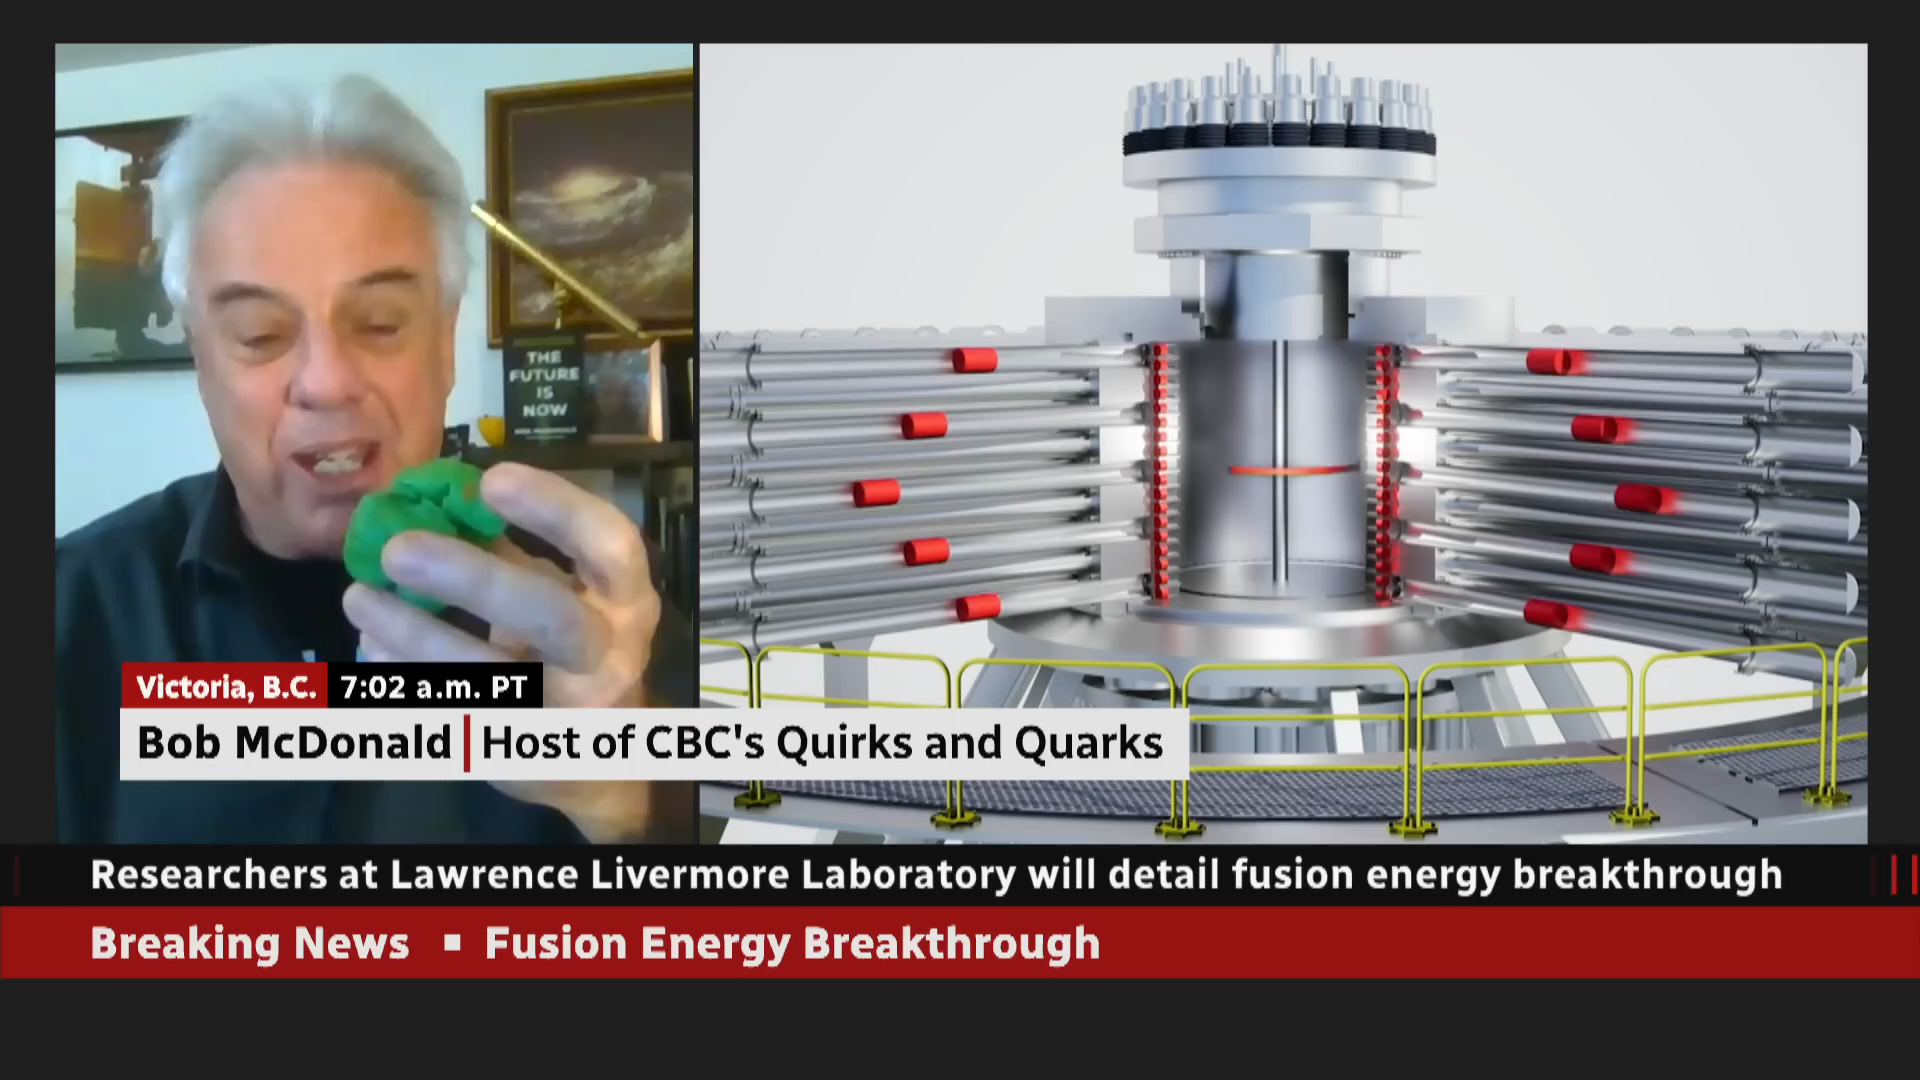 THE
FUTURE
IS
NOW
Victoria, B.C. 7:02 a.m. PT
Bob McDonald Host of CBC's Quirks and Quarks
Researchers at Lawrence Livermore Laboratory will detail fusion energy breakthrough
Breaking News ▪ Fusion Energy Breakthrough